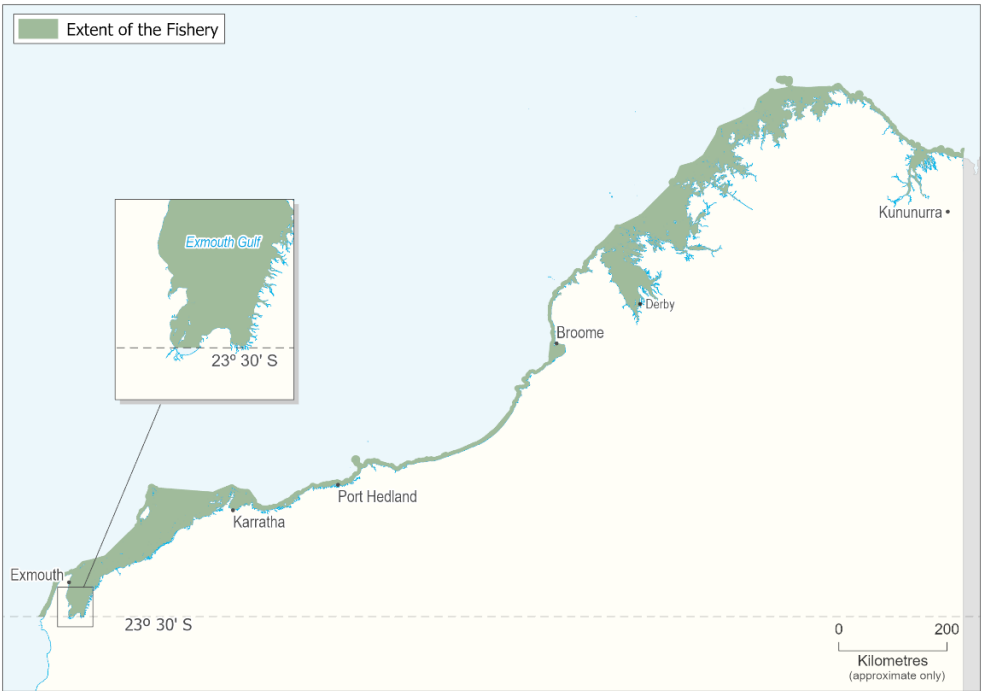 Extent of the Fishery
Kununurra
Exmouth Gulf
23º 30' S
Derby
Broome
Port Hedland
Karratha
Exmouth
23º 30' S
0 200
Kilometres
(approximate only)